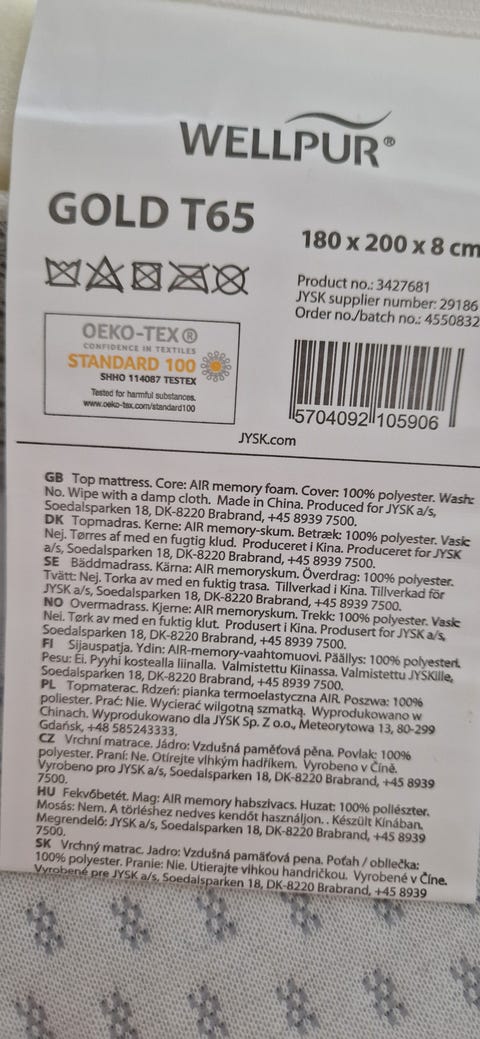 WELLPUR®
GOLD T65
180 x 200 x 8 cm
Product no.: 3427681
JYSK supplier number: 29186
Order no./batch no.: 4550832
OEKO-TEX®
CONFIDENCE IN TEXTILES
STANDARD 100
SHHO 114087 TESTEX
Tested for harmful substances.
www.oeko-tex.com/standard100
5704092 105906
JYSK.com
GB Top mattress. Core: AIR memory foam. Cover: 100% polyester. Wash:
No. Wipe with a damp cloth. Made in China. Produced for JYSK a/s,
Soedalsparken 18, DK-8220 Brabrand, +45 8939 7500.
DK Topmadras. Kerne: AIR memory-skum. Betræk: 100% polyester. Vask:
Nej. Tørres af med en fugtig klud. Produceret i Kina. Produceret for JYSK
a/s, Soedalsparken 18, DK-8220 Brabrand, +45 8939 7500.
SE Bäddmadrass. Kärna: AIR memoryskum. Överdrag: 100% polyester.
Tvätt: Nej. Torka av med en fuktig trasa. Tillverkad i Kina. Tillverkad för
JYSK a/s, Soedalsparken 18, DK-8220 Brabrand, +45 8939 7500.
NO Overmadrass. Kjerne: AIR memoryskum. Trekk: 100% polyester. Vask:
Nei. Tørk av med en fuktig klut. Produsert i Kina. Produsert for JYSK a/s,
Soedalsparken 18, DK-8220 Brabrand, +45 8939 7500.
FI Sijauspatja. Ydin: AIR-memory-vaahtomuovi. Päällys: 100% polyesteri.
Pesu: Ei. Pyyhi kostealla liinalla. Valmistettu Kiinassa. Valmistettu JYSKille,
Soedalsparken 18, DK-8220 Brabrand, +45 8939 7500.
PL Topmaterac. Rdzeń: pianka termoelastyczna AIR. Poszwa: 100%
poliester. Prać: Nie. Wycierać wilgotną szmatką. Wyprodukowano w
Chinach. Wyprodukowano dla JYSK Sp. Z o.o., Meteorytowa 13, 80-299
Gdańsk, +48 585243333.
CZ Vrchní matrace. Jádro: Vzdušná paměťová pěna. Povlak: 100%
polyester. Praní: Ne. Otírejte vlhkým hadříkem. Vyrobeno v Číně.
Vyrobeno pro JYSK a/s, Soedalsparken 18, DK-8220 Brabrand, +45 8939
7500.
HU Fekvőbetét. Mag: AIR memory habszivacs. Huzat: 100% poliészter.
Mosás: Nem. A törléshez nedves kendőt használjon. . Készült Kínában.
Megrendelő: JYSK a/s, Soedalsparken 18, DK-8220 Brabrand, +45 8939
7500.
SK Vrchný matrac. Jadro: Vzdušná pamäťová pena. Poťah / obliečka:
100% polyester. Pranie: Nie. Utierajte vlhkou handričkou. Vyrobené v Číne.
Vyrobené pre JYSK a/s, Soedalsparken 18, DK-8220 Brabrand, +45 8939